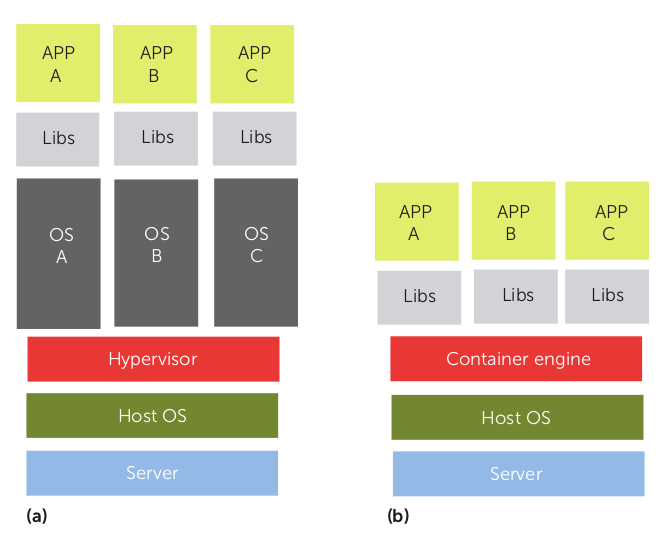 APP
A
APP
B
APP
C
Libs
Libs
Libs
OS
A
OS
B
OS
C
Hypervisor
Host OS
Server
(a)
APP
A
APP
B
APP
C
Libs
Libs
Libs
Container engine
Host OS
Server
(b)